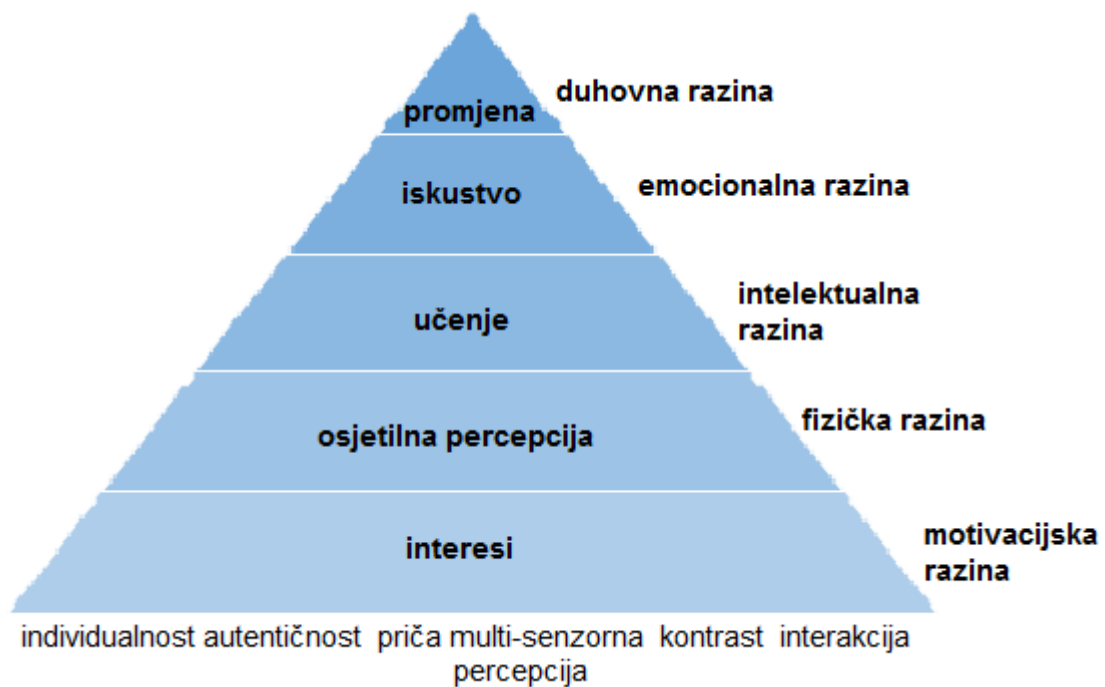 duhovna razina
promjena
emocionalna razina
iskustvo
intelektualna
razina
učenje
fizička razina
osjetilna percepcija
motivacijska
razina
interesi
individualnost autentičnost priča multi-senzorna kontrast interakcija
percepcija